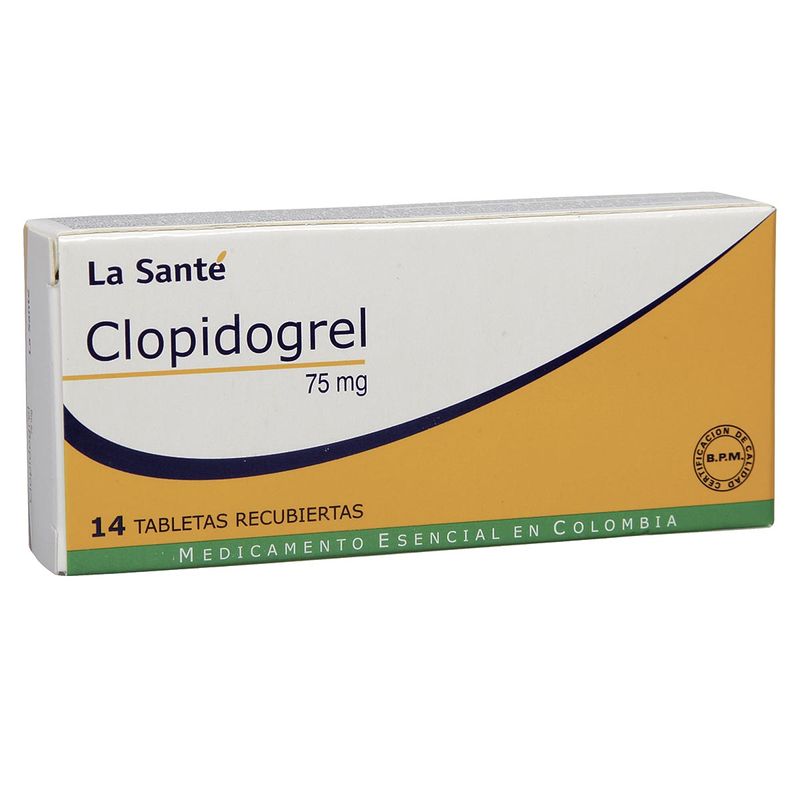 La Santé
Clopidogrel
75 mg
14 TABLETAS RECUBIERTAS
MEDICAMENTO ESENCIAL EN COLOMBIA
CERTIFICACION DE CALIDAD
B.P.M.